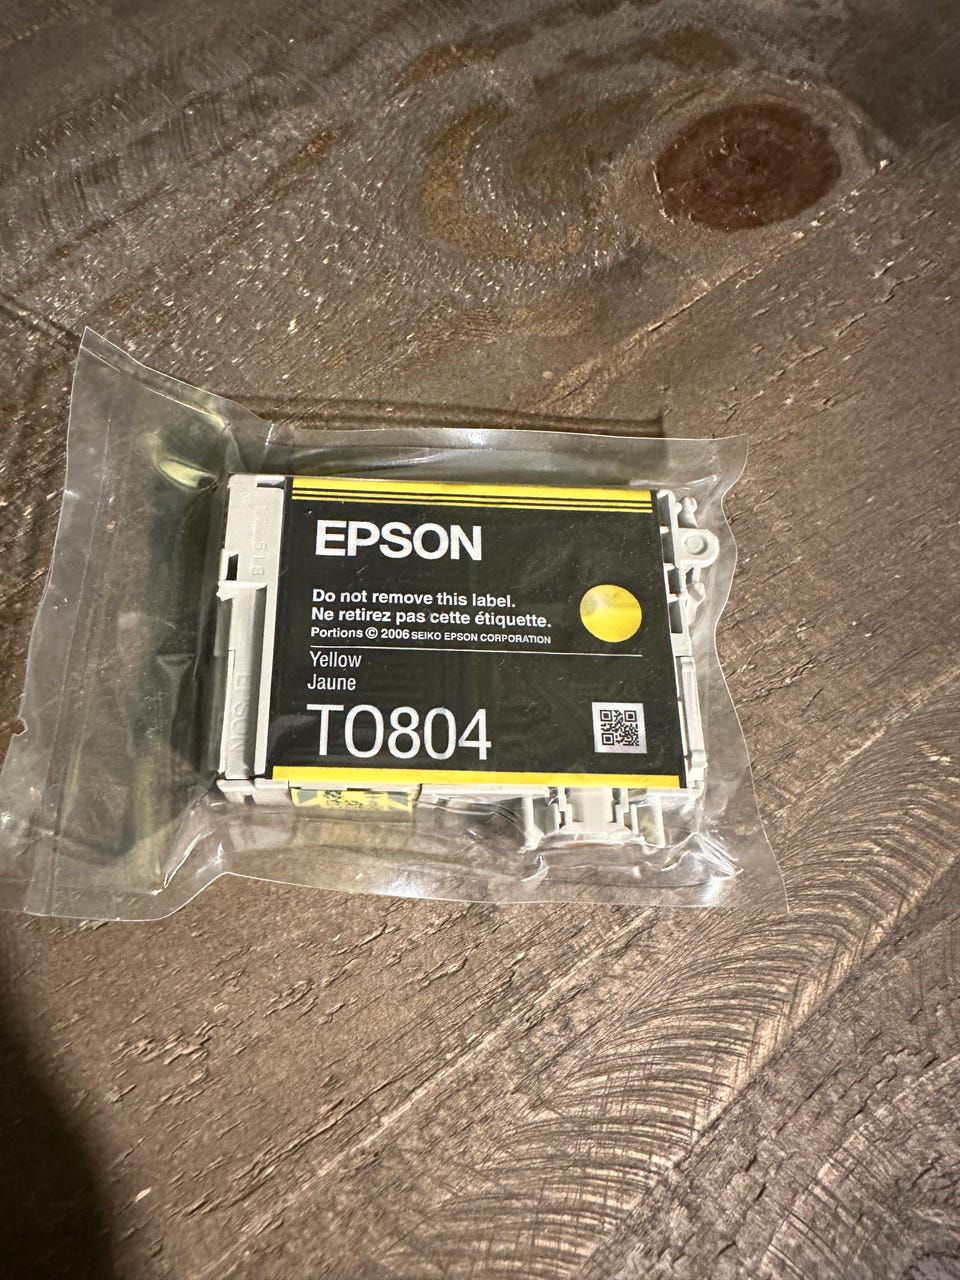 EPSON
Do not remove this label.
Ne retirez pas cette étiquette.
Portions © 2006 SEIKO EPSON CORPORATION
Yellow
Jaune
T0804